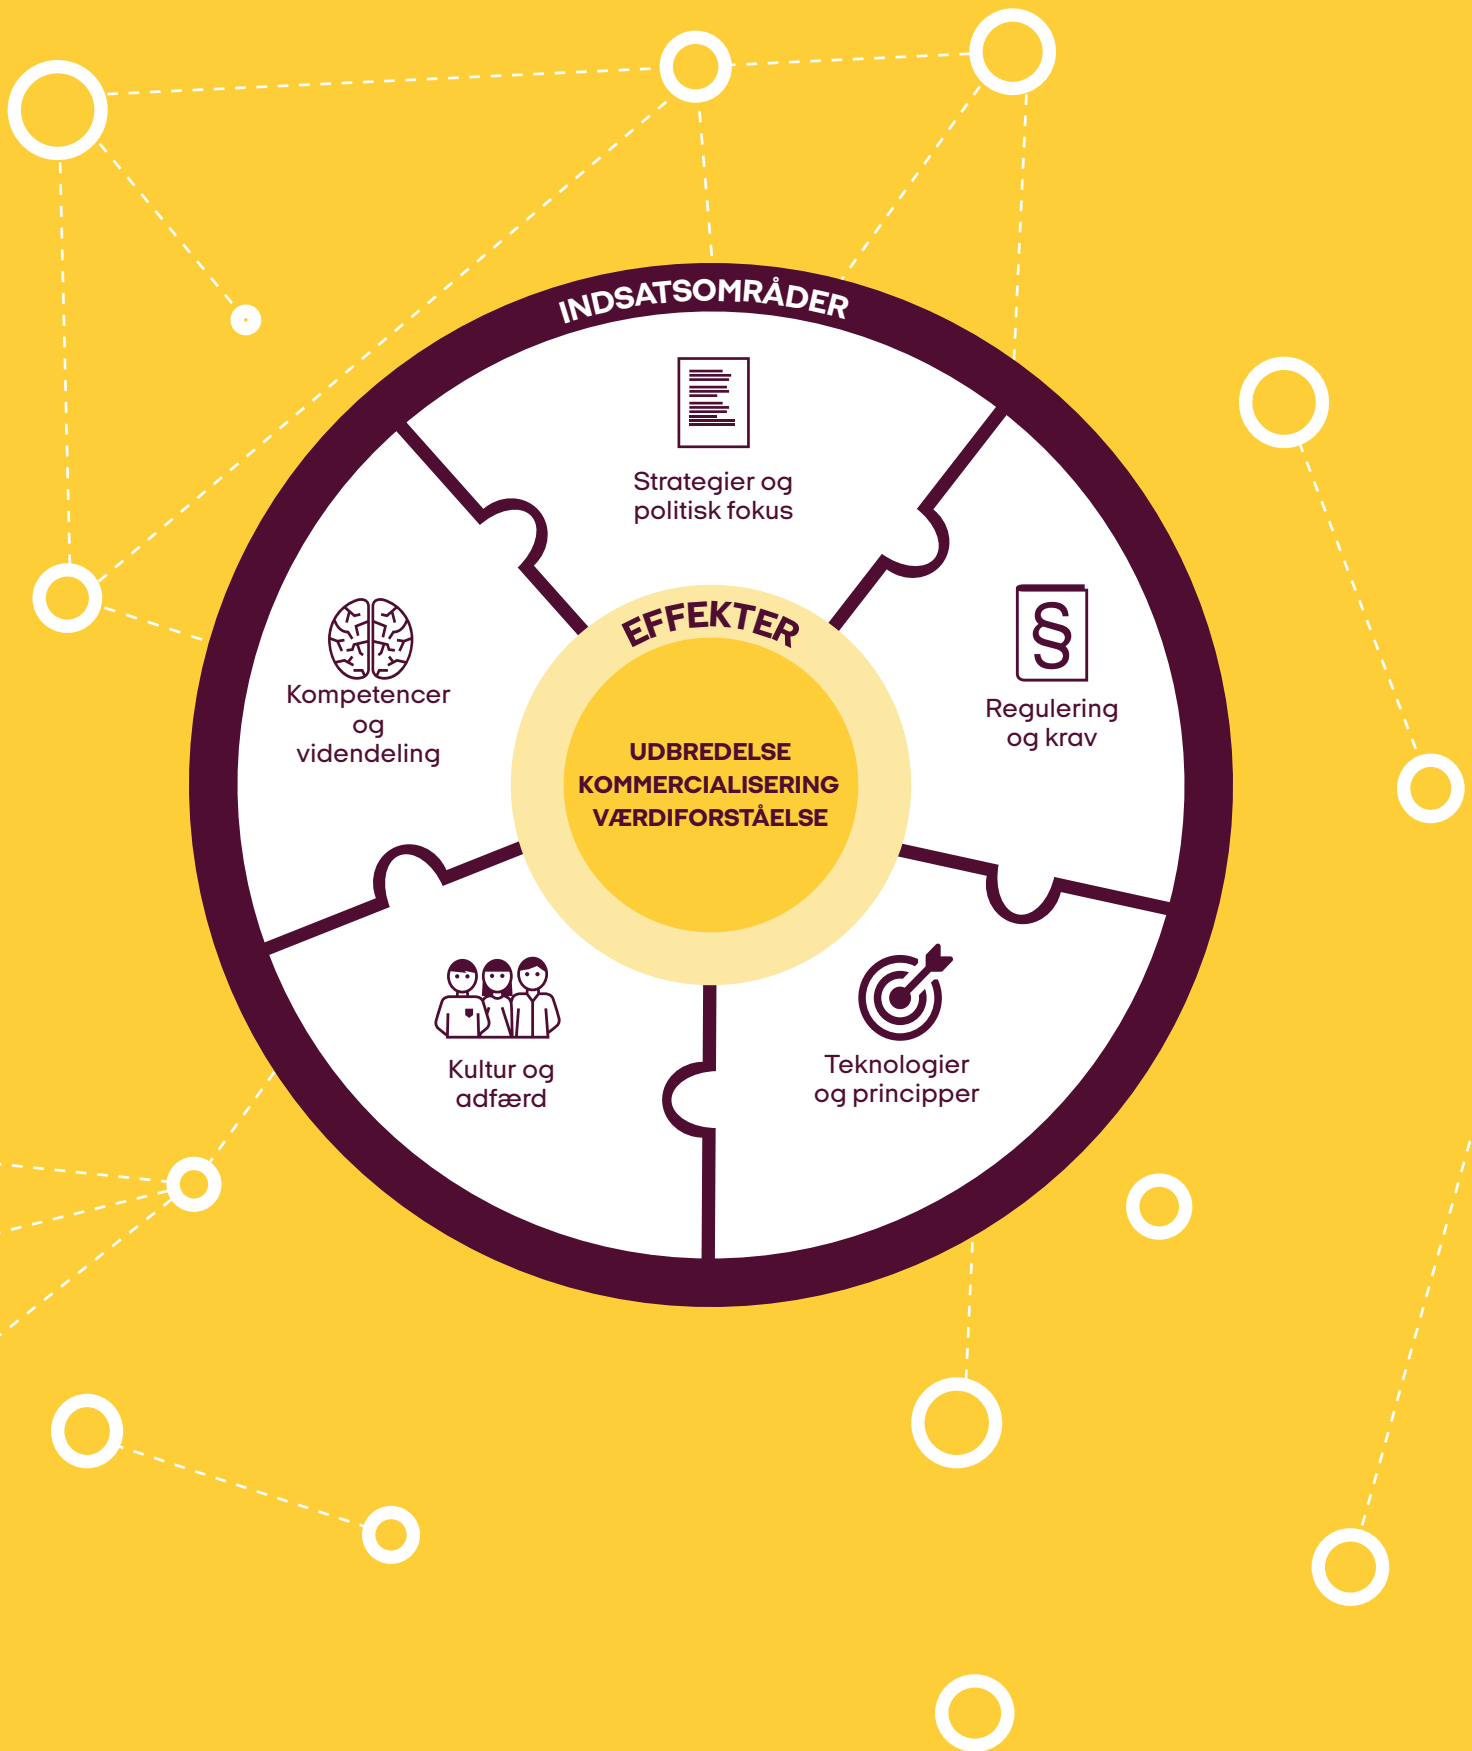 INDSATSOMRÅDER
Strategier og
politisk fokus
Regulering
og krav
Teknologier
og principper
Kultur og
adfærd
Kompetencer
og
videndeling
EFFEKTER
UDBREDELSE
KOMMERCIALISERING
VÆRDIFORSTÅELSE
§